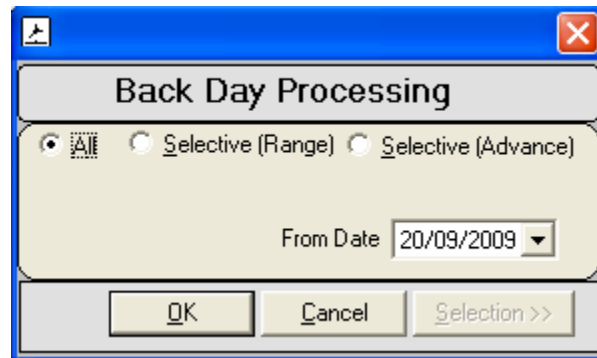 Back Day Processing
All Selective (Range) Selective (Advance)
From Date 20/09/2009
OK Cancel Selection >>